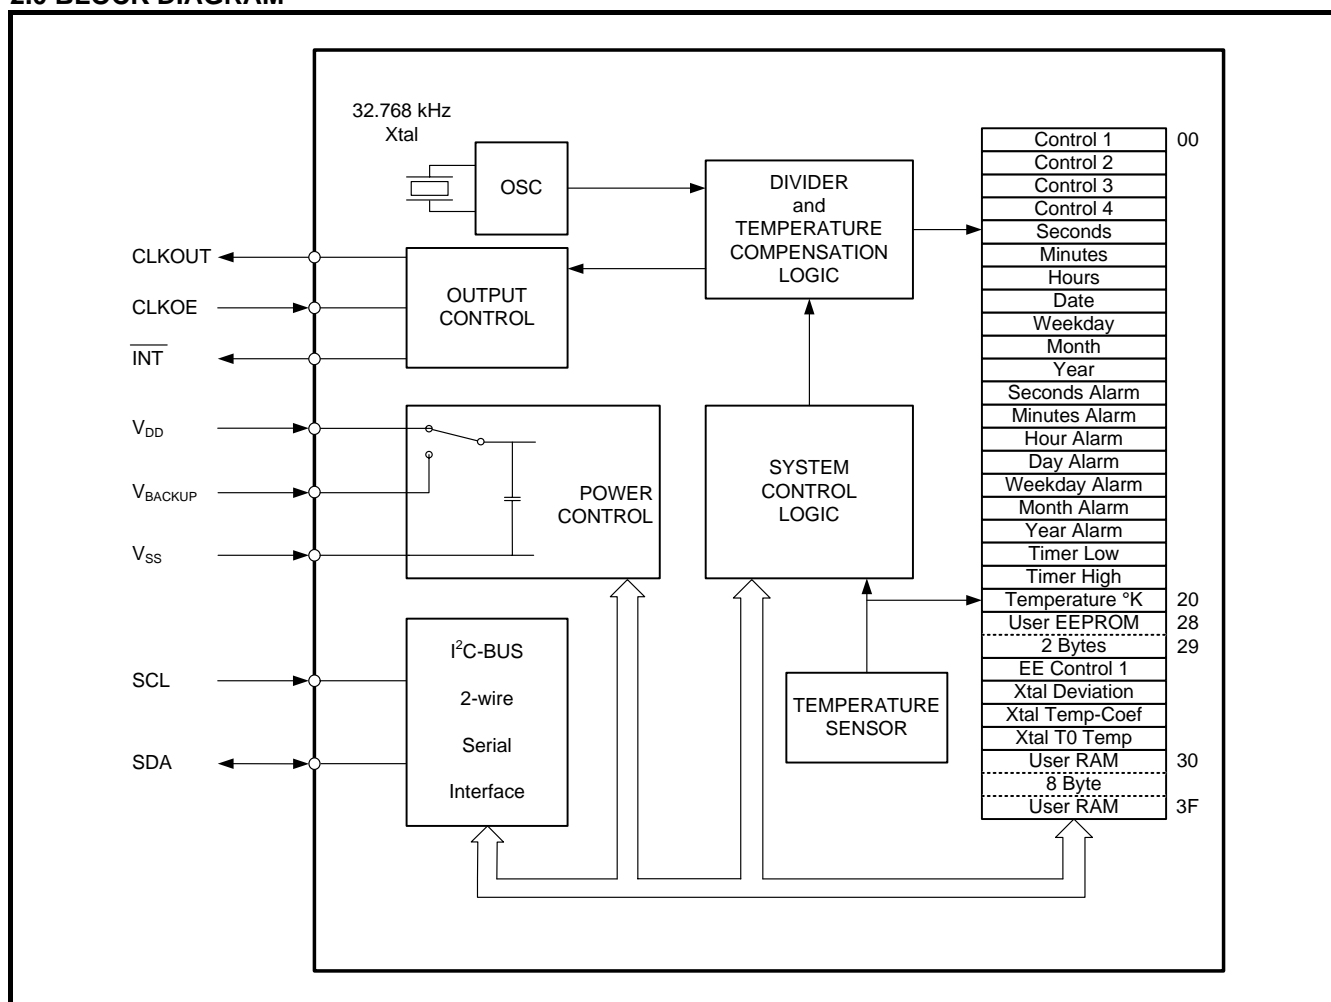 2.0 BLOCK DIAGRAM
32.768 kHz
Xtal
OSC
DIVIDER
and
TEMPERATURE
COMPENSATION
LOGIC
CLKOUT
CLKOE
INT
OUTPUT
CONTROL
VDD
VBACKUP
VSS
POWER
CONTROL
SYSTEM
CONTROL
LOGIC
SCL
SDA
I²C-BUS
2-wire
Serial
Interface
TEMPERATURE
SENSOR
Control 1 00
Control 2
Control 3
Control 4
Seconds
Minutes
Hours
Date
Weekday
Month
Year
Seconds Alarm
Minutes Alarm
Hour Alarm
Day Alarm
Weekday Alarm
Month Alarm
Year Alarm
Timer Low
Timer High
Temperature °K 20
User EEPROM 28
2 Bytes 29
EE Control 1
Xtal Deviation
Xtal Temp-Coef
Xtal T0 Temp
User RAM 30
8 Byte
User RAM 3F